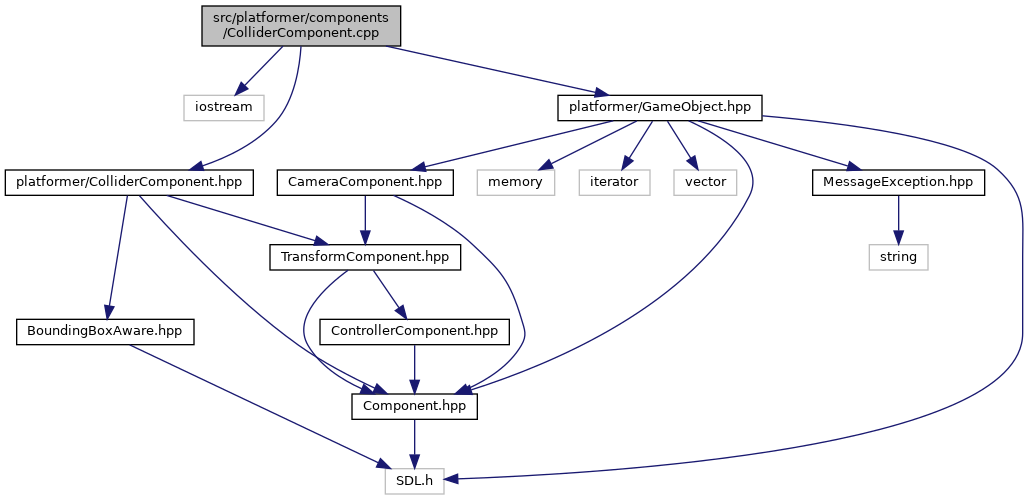 src/platformer/components
/ColliderComponent.cpp
iostream
platformer/GameObject.hpp
platformer/ColliderComponent.hpp
CameraComponent.hpp
memory
iterator
vector
MessageException.hpp
TransformComponent.hpp
string
BoundingBoxAware.hpp
ControllerComponent.hpp
Component.hpp
SDL.h